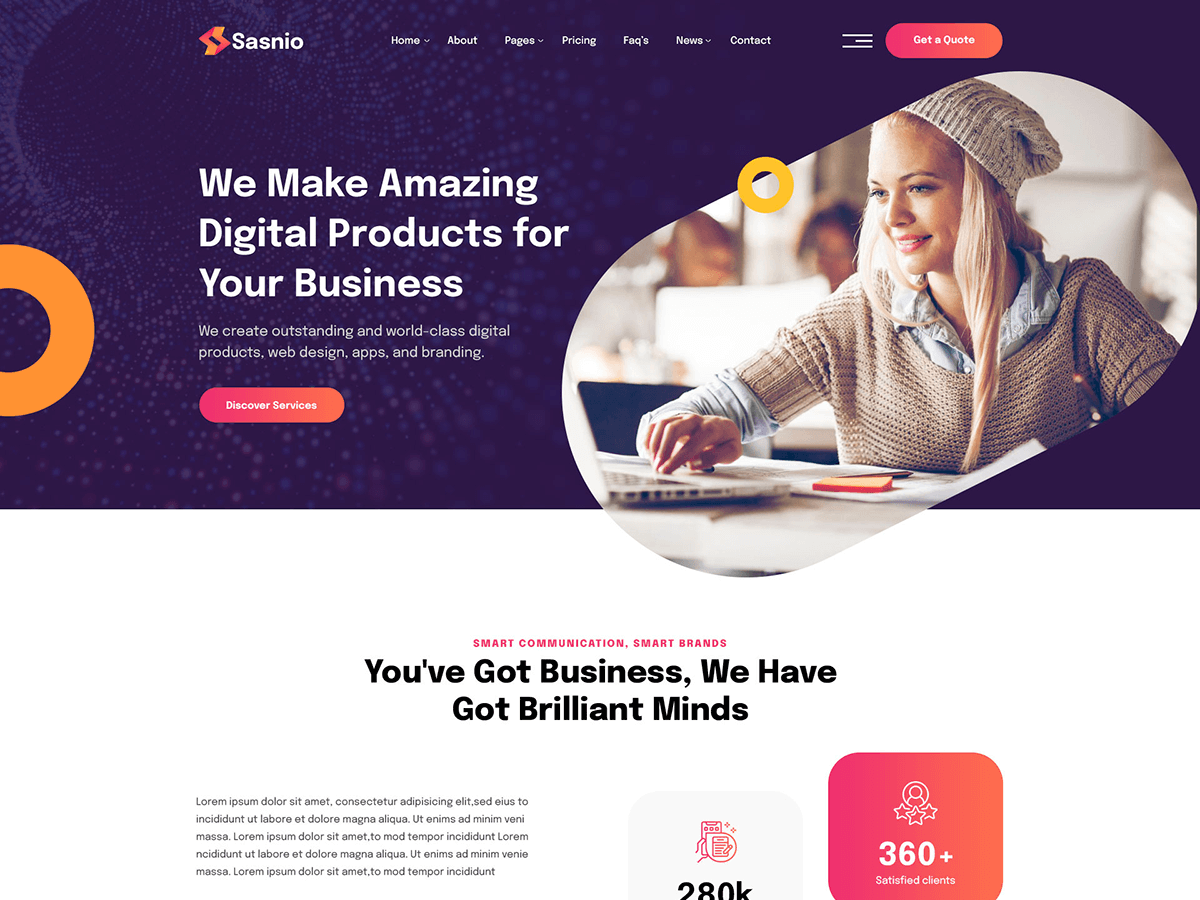 Sasnio
Home
About
Pages
Pricing
Faq's
News
Contact
Get a Quote
We Make Amazing
Digital Products for
Your Business
We create outstanding and world-class digital
products, web design, apps, and branding.
Discover Services
SMART COMMUNICATION, SMART BRANDS
You've Got Business, We Have
Got Brilliant Minds
Lorem ipsum dolor sit amet, consectetur adipisicing elit,sed eius to
incididunt ut labore et dolore magna aliqua. Ut enims ad minim veni
massa. Lorem ipsum dolor sit amet,to mod tempor incididunt Lorem
ncididunt ut labore et dolore magna aliqua. Ut enims ad minim venie
massa. Lorem ipsum dolor sit amet,to mod tempor incididunt
280k
360+
Satisfied clients